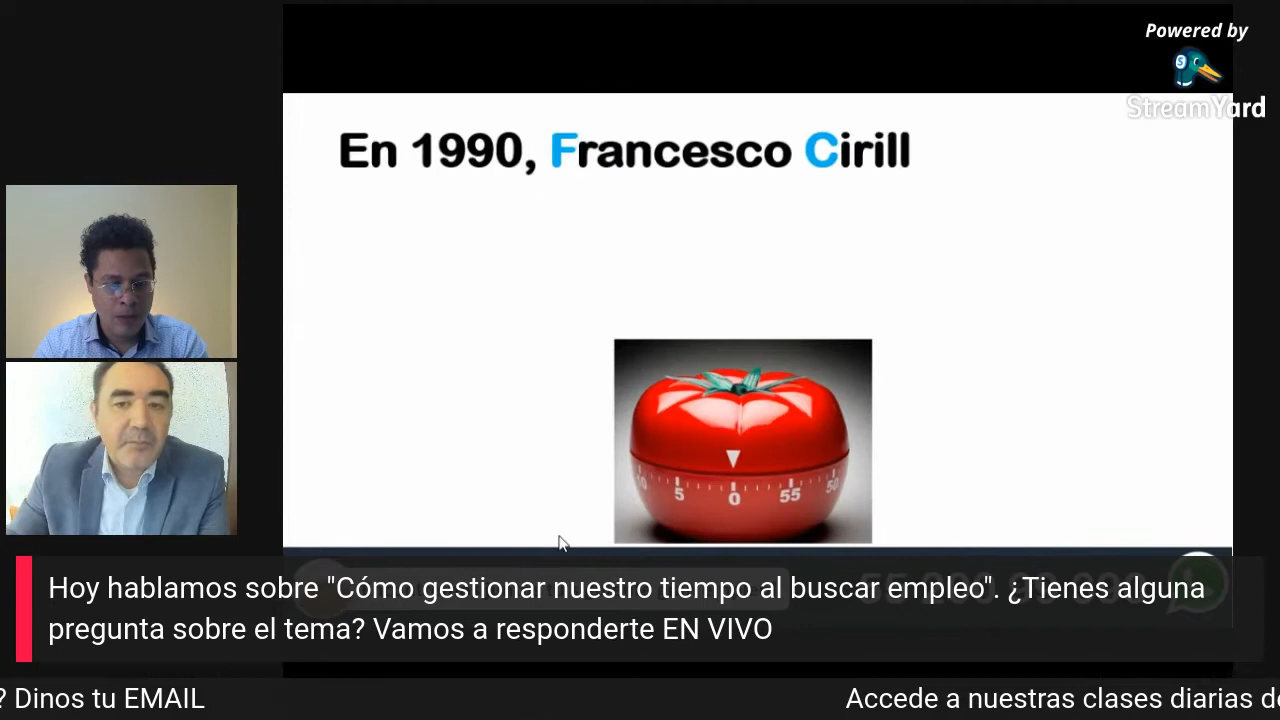 Powered by
StreamYard
En 1990, Francesco Cirill
10 5 0 55 50
Hoy hablamos sobre "Cómo gestionar nuestro tiempo al buscar empleo". ¿Tienes alguna
pregunta sobre el tema? Vamos a responderte EN VIVO
? Dinos tu EMAIL
Accede a nuestras clases diarias d